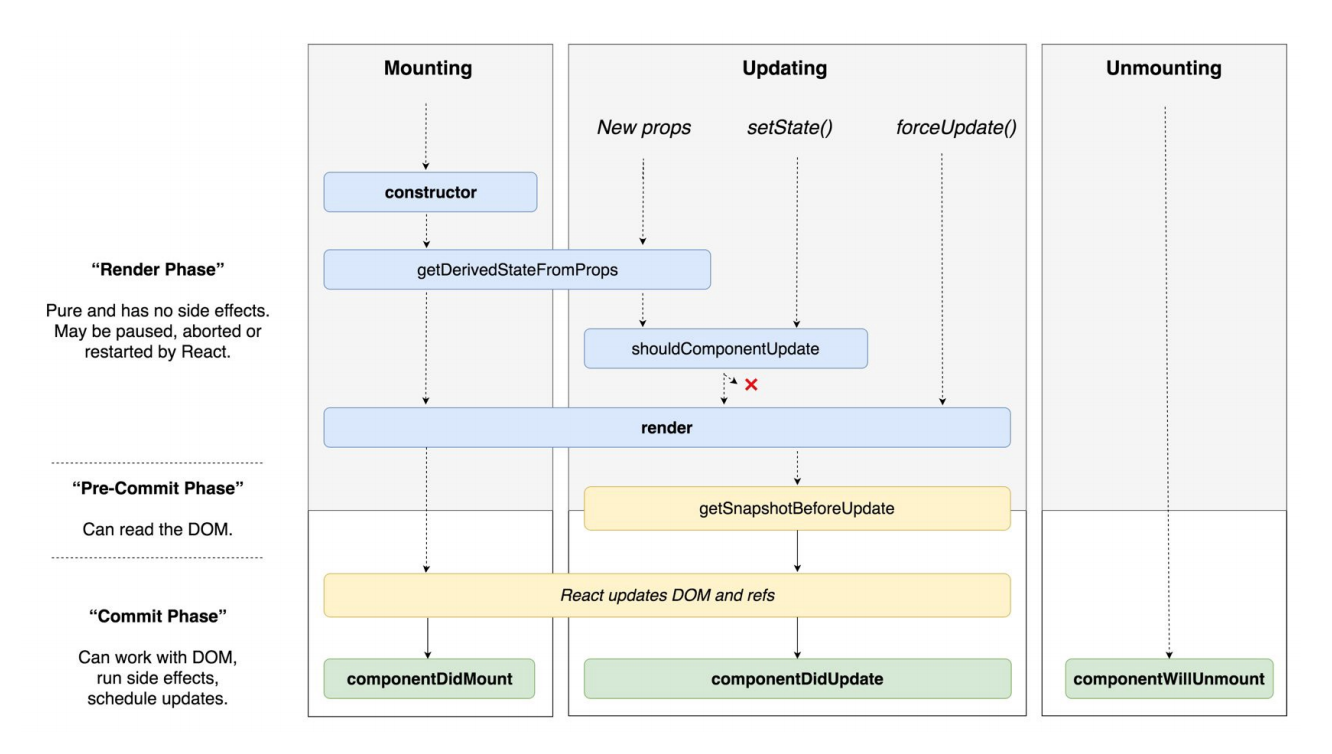 Mounting
Updating
Unmounting
New props
setState()
forceUpdate()
constructor
“Render Phase”
getDerivedStateFromProps
Pure and has no side effects.
May be paused, aborted or
restarted by React.
shouldComponentUpdate
render
“Pre-Commit Phase”
getSnapshotBeforeUpdate
Can read the DOM.
React updates DOM and refs
“Commit Phase”
Can work with DOM,
run side effects,
schedule updates.
componentDidMount
componentDidUpdate
componentWillUnmount